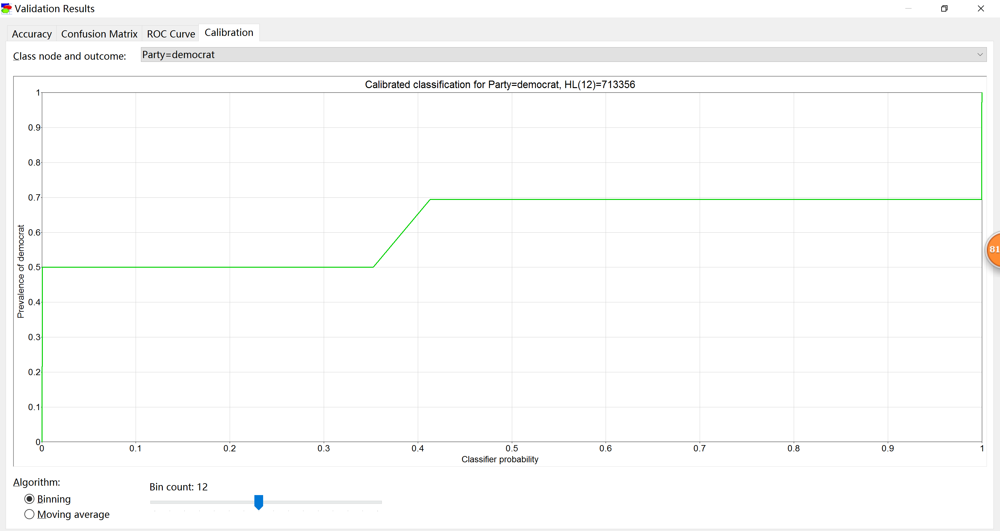 Validation Results
Accuracy Confusion Matrix ROC Curve Calibration
Class node and outcome: Party=democrat
Calibrated classification for Party=democrat, HL(12)=713356
1
0.9
0.8
0.7
0.6
0.5
0.4
0.3
0.2
0.1
0
Prevalence of democrat
0 0.1 0.2 0.3 0.4 0.5 0.6 0.7 0.8 0.9 1
Classifier probability
81
Algorithm:
Bin count: 12
Binning
Moving average